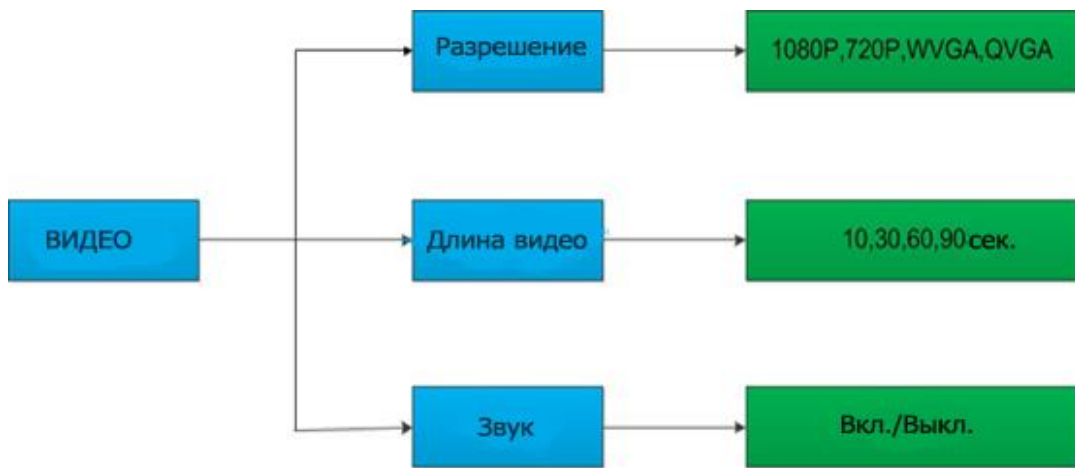 Разрешение
1080P,720P,WVGA,QVGA
ВИДЕО
Длина видео
10,30,60,90сек.
Звук
Вкл./Выкл.